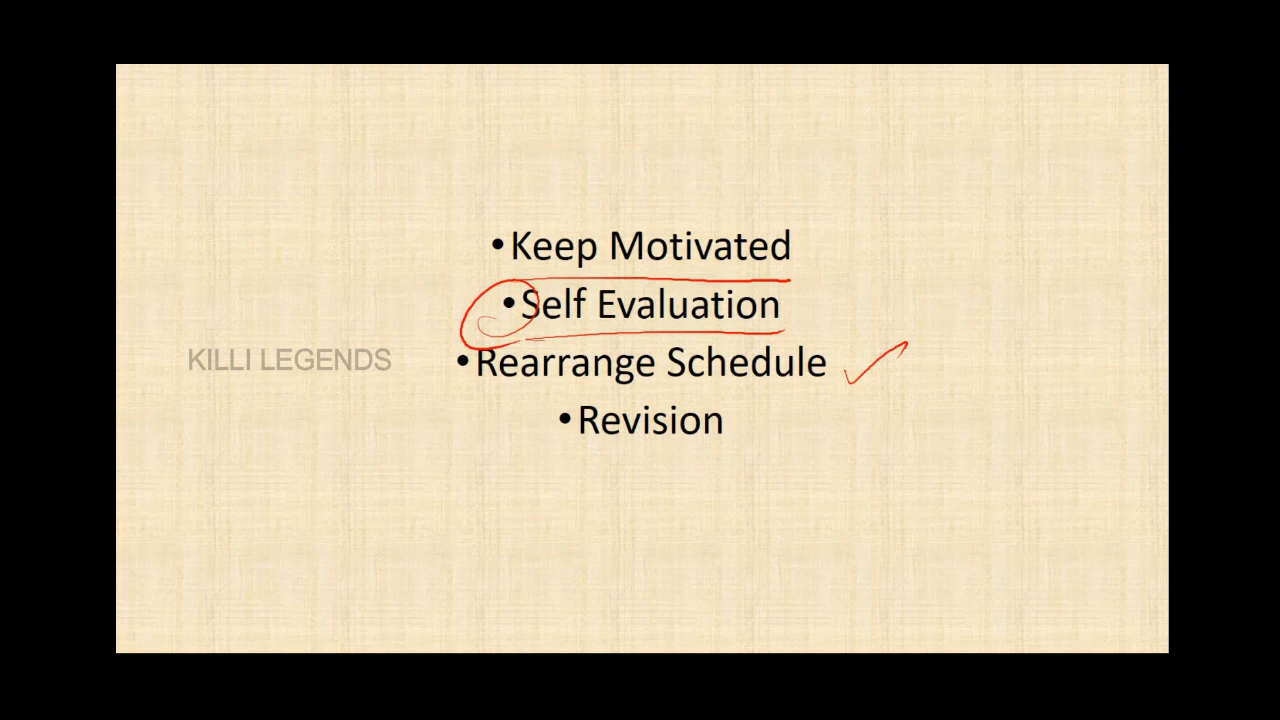 • Keep Motivated
• Self Evaluation
KILLI LEGENDS
• Rearrange Schedule
• Revision